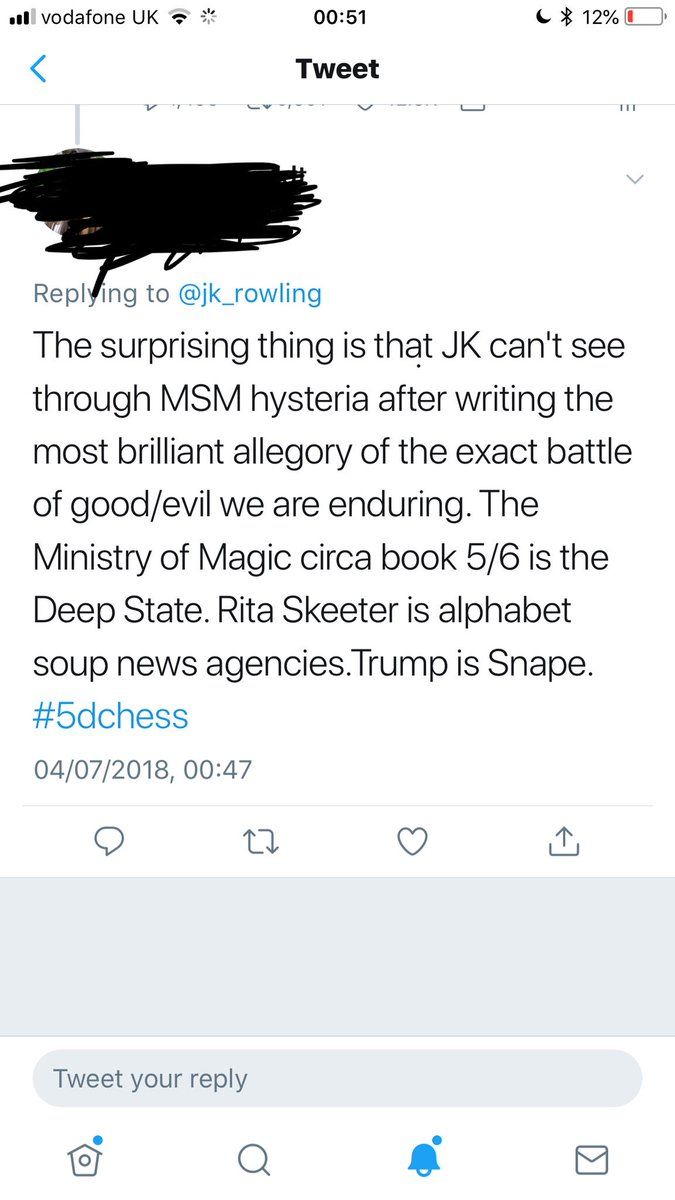 vodafone UK 00:51 12%
Tweet
Replying to @jk_rowling
The surprising thing is that JK can't see
through MSM hysteria after writing the
most brilliant allegory of the exact battle
of good/evil we are enduring. The
Ministry of Magic circa book 5/6 is the
Deep State. Rita Skeeter is alphabet
soup news agencies.Trump is Snape.
#5dchess
04/07/2018, 00:47
Tweet your reply